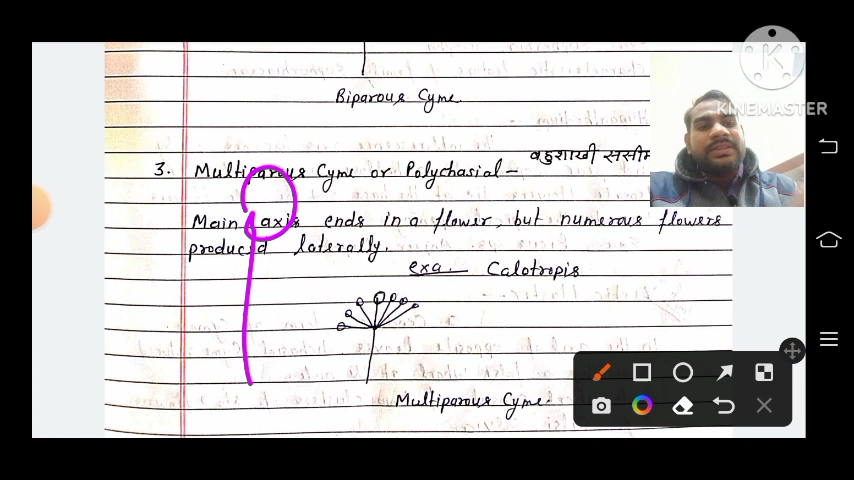 Biparous Cyme.
KINEMASTER
3. Multiparous Cyme or Polychasial - बहुशाखी
Main axis ends in a flower, but numerous flowers
produced laterally.
exa. Calotropis
Multiparous Cyme.